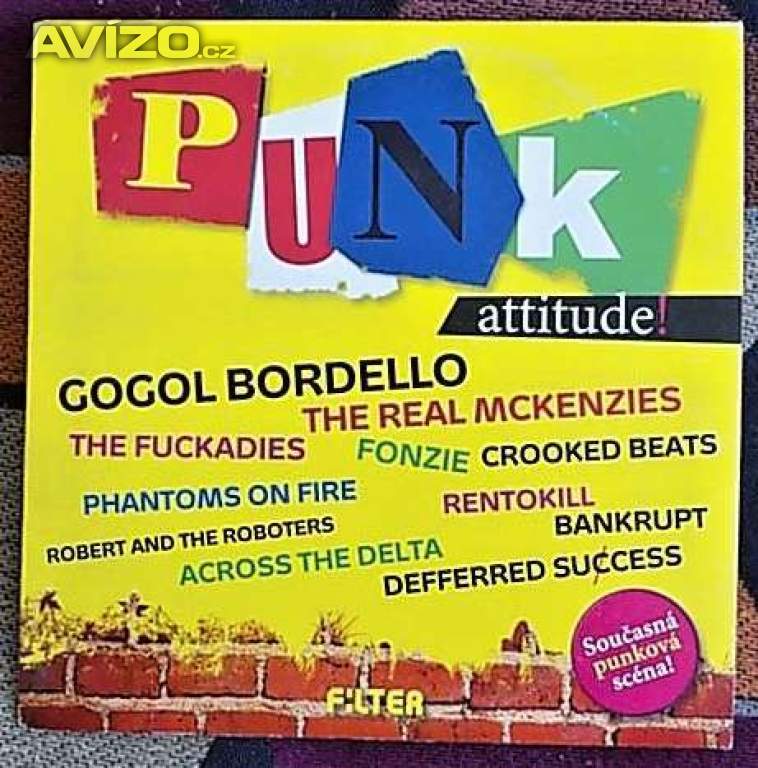 AVÍZO.cz
PUNk
attitude!
GOGOL BORDELLO
THE REAL MCKENZIES
THE FUCKADIES
FONZIE CROOKED BEATS
PHANTOMS ON FIRE
RENTOKILL
ROBERT AND THE ROBOTERS
BANKRUPT
ACROSS THE DELTA
DEFFERRED SUCCESS
Současná
punková
scéna!
FILTER